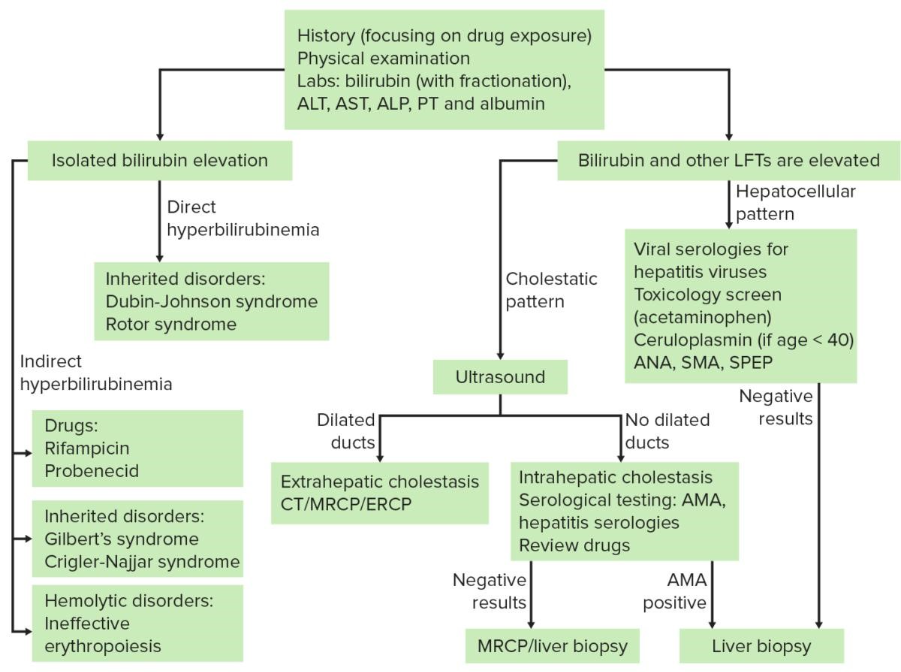 History (focusing on drug exposure)
Physical examination
Labs: bilirubin (with fractionation),
ALT, AST, ALP, PT and albumin
Isolated bilirubin elevation
Bilirubin and other LFTs are elevated
Direct
hyperbilirubinemia
Hepatocellular
pattern
Inherited disorders:
Dubin-Johnson syndrome
Rotor syndrome
Cholestatic
pattern
Viral serologies for
hepatitis viruses
Toxicology screen
(acetaminophen)
Ceruloplasmin (if age < 40)
ANA, SMA, SPEP
Indirect
hyperbilirubinemia
Ultrasound
Negative
results
Drugs:
Rifampicin
Probenecid
Dilated
ducts
No dilated
ducts
Extrahepatic cholestasis
CT/MRCP/ERCP
Intrahepatic cholestasis
Serological testing: AMA,
hepatitis serologies
Review drugs
Inherited disorders:
Gilbert's syndrome
Crigler-Najjar syndrome
Negative
results
AMA
positive
Hemolytic disorders:
Ineffective
erythropoiesis
MRCP/liver biopsy
Liver biopsy